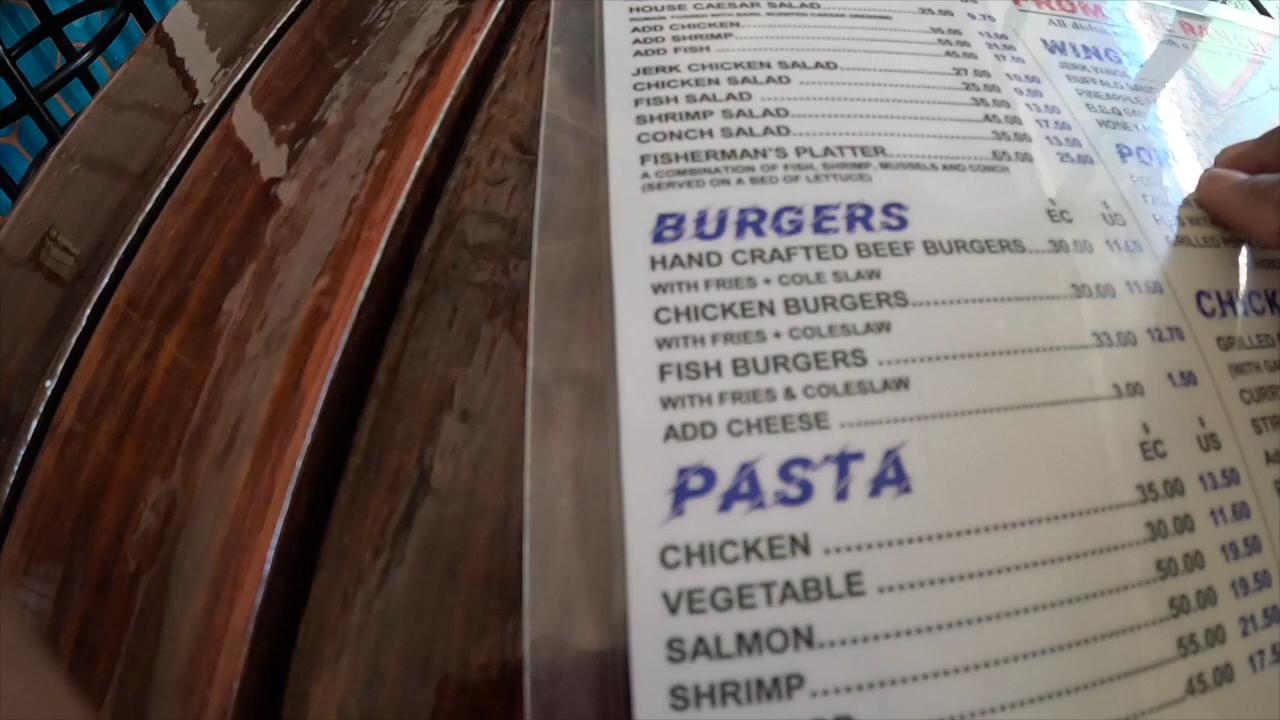 HOUSE CAESAR SALAD 25.00 9.70
ADD CHICKEN 35.00 13.50
ADD SHRIMP 55.00 21.50
ADD FISH 45.00 17.50
JERK CHICKEN SALAD 27.00 10.50
CHICKEN SALAD 25.00 9.50
FISH SALAD 35.00 13.50
SHRIMP SALAD 45.00 17.50
CONCH SALAD 35.00 13.50
FISHERMAN'S PLATTER 65.00 25.00
A COMBINATION OF FISH, SHRIMP, MUSSELS AND CONCH
(SERVED ON A BED OF LETTUCE)
BURGERS EC US
HAND CRAFTED BEEF BURGERS....30.00 11.60
WITH FRIES + COLE SLAW
CHICKEN BURGERS 30.00 11.60
WITH FRIES + COLESLAW
FISH BURGERS 33.00 12.70
WITH FRIES & COLESLAW
ADD CHEESE 3.00 1.50
PASTA EC US
CHICKEN 35.00 13.50
VEGETABLE 30.00 11.60
SALMON 50.00 19.50
SHRIMP 50.00 19.50
55.00 21.50
45.00
FROM RANCH
WING
B.B.Q
CHICK
GRILLED